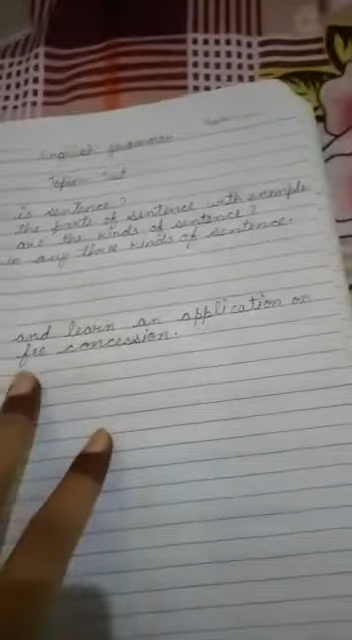 English grammar
Topic
is sentence?
the parts of sentence with example
are the kinds of sentence?
in any three kinds of sentence.
and learn an application on
fee concession.